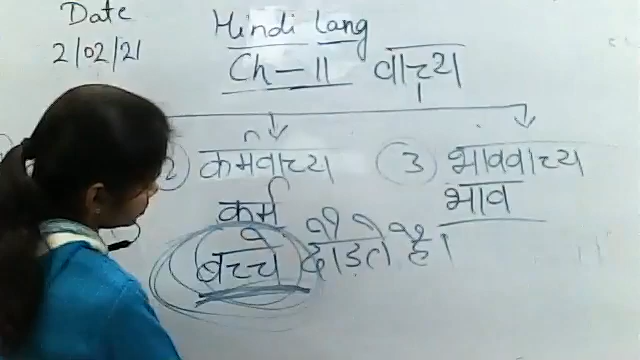 Date
2/02/21
Hindi Lang
Ch-11 वाच्य
2) कर्मवाच्य
3) भाववाच्य
कर्म
भाव
बच्चे दौड़ते है।